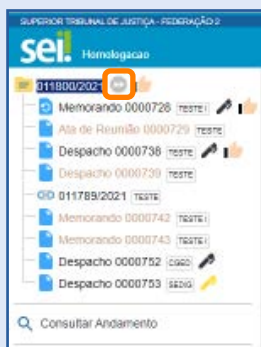 SUPERIOR TRIBUNAL DE JUSTIÇA - FEDERAÇÃO 2
sei! Homologacao
011800/2021
Memorando 0000728 TESTE I
Ata de Reunião 0000729 TESTE
Despacho 0000738 TESTE
Despacho 0000739 TESTE
011789/2021 TESTE
Memorando 0000742 TESTE I
Memorando 0000743 TESTE I
Despacho 0000752 CGED
Despacho 0000753 SEDIG
Consultar Andamento